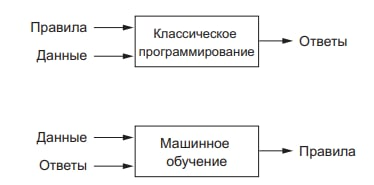 Правила
Данные
Классическое
программирование
Ответы
Данные
Ответы
Машинное
обучение
Правила